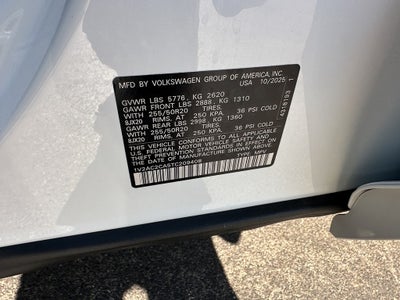 MFD. BY VOLKSWAGEN GROUP OF AMERICA, INC.
USA 10/2025
GVWR LBS 5776, KG 2620
GAWR FRONT LBS 2888, KG 1310
WITH 255/50R20 TIRES,
8JX20 RIMS, AT 250 KPA, 36 PSI COLD
GAWR REAR LBS 2998, KG 1360
WITH 255/50R20 TIRES,
8JX20 RIMS, AT 250 KPA, 36 PSI COLD
THIS VEHICLE CONFORMS TO ALL APPLICABLE
U.S. FEDERAL MOTOR VEHICLE SAFETY AND
THEFT PREVENTION STANDARDS IN EFFECT ON
THE DATE OF MANUFACTURE SHOWN ABOVE.